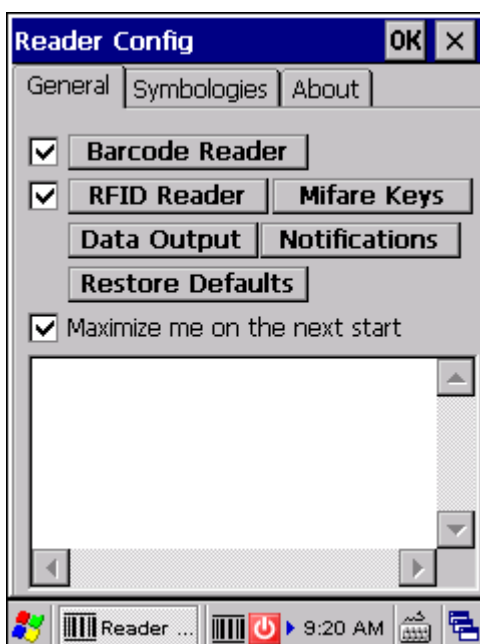 Reader Config OK
General Symbologies About
Barcode Reader
RFID Reader Mifare Keys
Data Output Notifications
Restore Defaults
Maximize me on the next start
Reader ... 9:20 AM